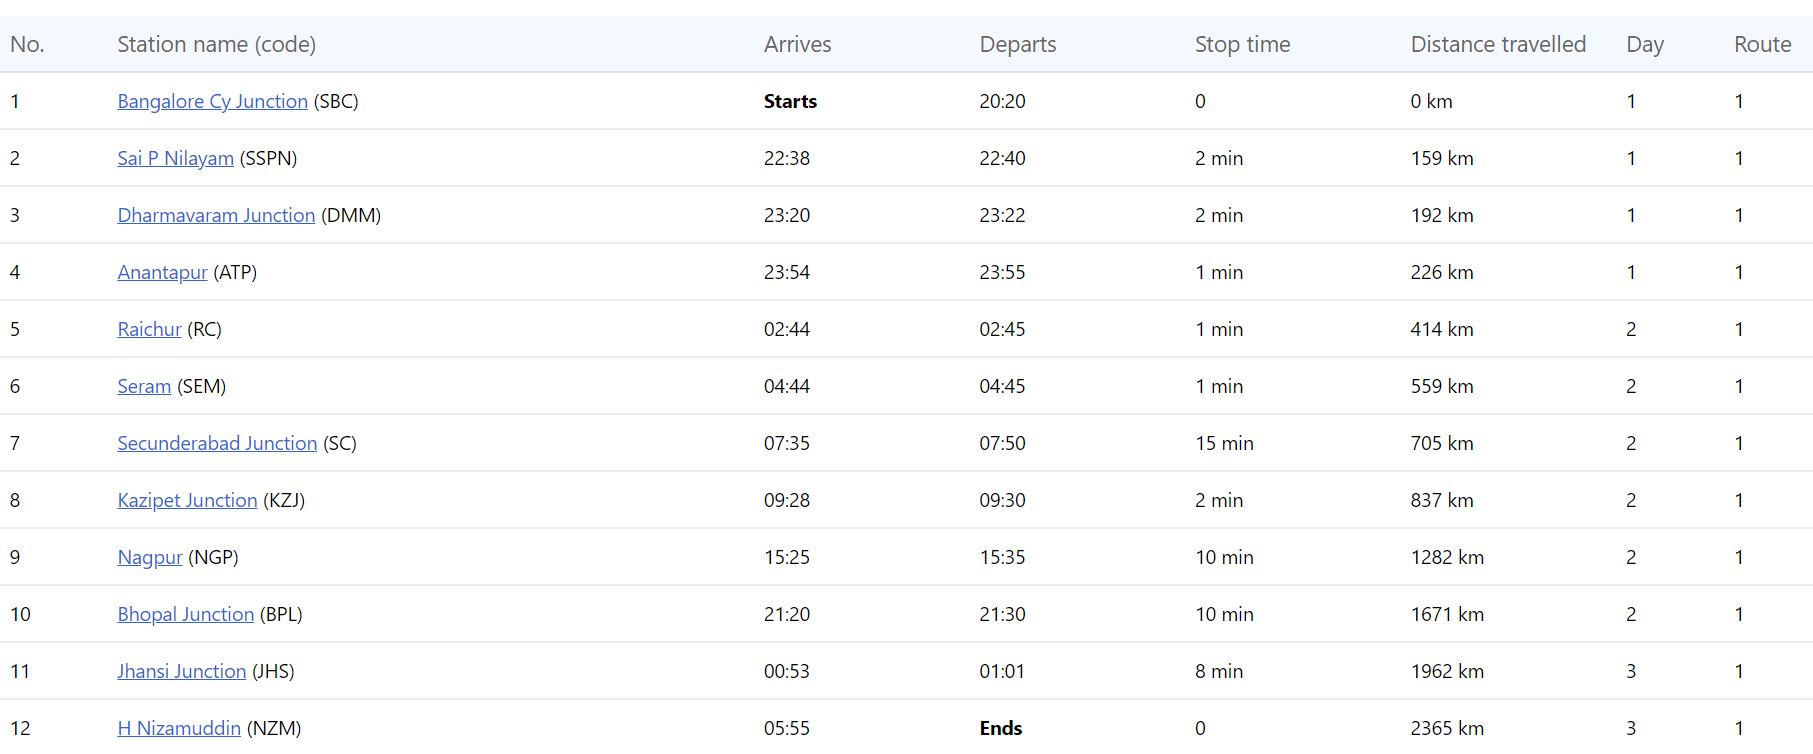 No. Station name (code) Arrives Departs Stop time Distance travelled Day Route
1 Bangalore Cy Junction (SBC) Starts 20:20 0 0 km 1 1
2 Sai P Nilayam (SSPN) 22:38 22:40 2 min 159 km 1 1
3 Dharmavaram Junction (DMM) 23:20 23:22 2 min 192 km 1 1
4 Anantapur (ATP) 23:54 23:55 1 min 226 km 1 1
5 Raichur (RC) 02:44 02:45 1 min 414 km 2 1
6 Seram (SEM) 04:44 04:45 1 min 559 km 2 1
7 Secunderabad Junction (SC) 07:35 07:50 15 min 705 km 2 1
8 Kazipet Junction (KZJ) 09:28 09:30 2 min 837 km 2 1
9 Nagpur (NGP) 15:25 15:35 10 min 1282 km 2 1
10 Bhopal Junction (BPL) 21:20 21:30 10 min 1671 km 2 1
11 Jhansi Junction (JHS) 00:53 01:01 8 min 1962 km 3 1
12 H Nizamuddin (NZM) 05:55 Ends 0 2365 km 3 1